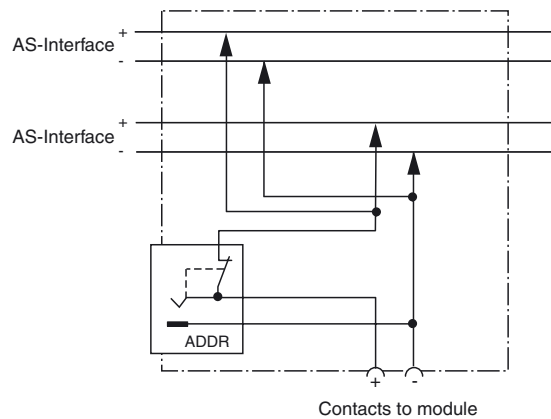 +
AS-Interface
-
+
AS-Interface
-
ADDR
+ -
Contacts to module